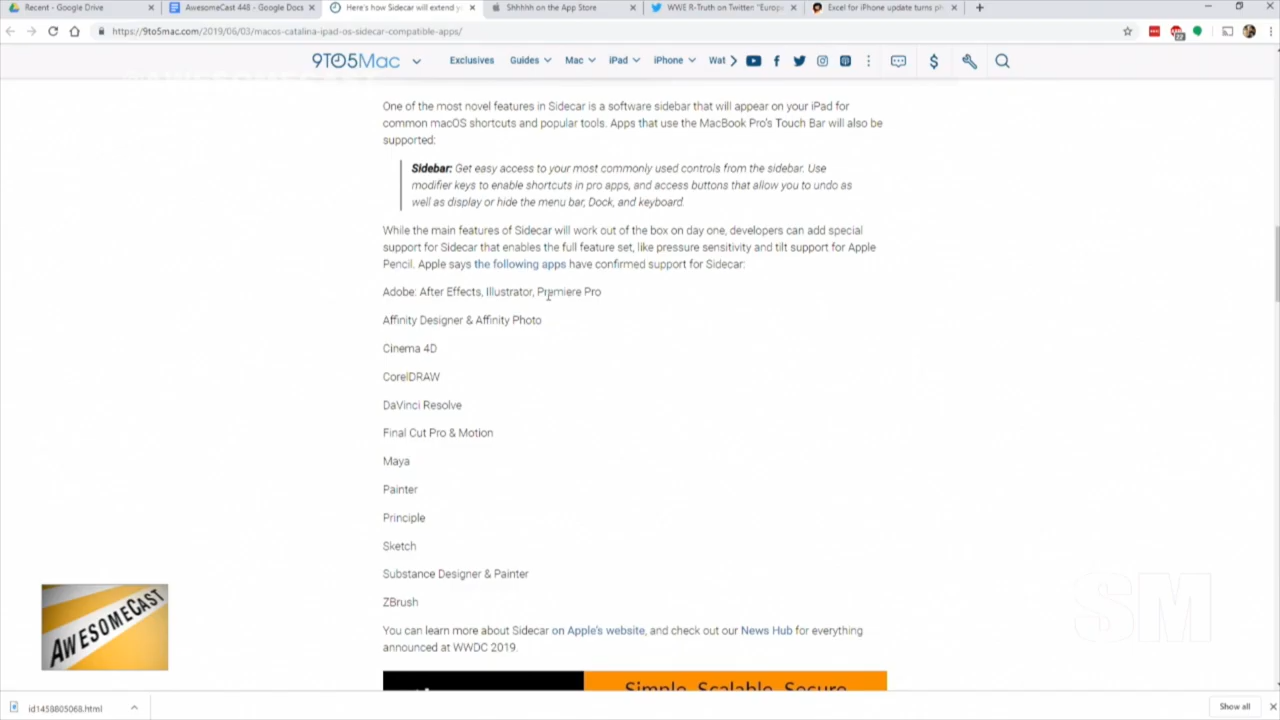 Recent - Google Drive
AwesomeCast 448 - Google Docs
Here's how Sidecar will extend yo
Shhhhh on the App Store
WWE R-Truth on Twitter: "Europ
Excel for iPhone update turns ph
https://9to5mac.com/2019/06/03/macos-catalina-ipad-os-sidecar-compatible-apps/
22
9TO5Mac
Exclusives
Guides
Mac
iPad
iPhone
Wat
One of the most novel features in Sidecar is a software sidebar that will appear on your iPad for
common macOS shortcuts and popular tools. Apps that use the MacBook Pro's Touch Bar will also be
supported:
Sidebar: Get easy access to your most commonly used controls from the sidebar. Use
modifier keys to enable shortcuts in pro apps, and access buttons that allow you to undo as
well as display or hide the menu bar, Dock, and keyboard.
While the main features of Sidecar will work out of the box on day one, developers can add special
support for Sidecar that enables the full feature set, like pressure sensitivity and tilt support for Apple
Pencil. Apple says the following apps have confirmed support for Sidecar:
Adobe: After Effects, Illustrator, Premiere Pro
Affinity Designer & Affinity Photo
Cinema 4D
CorelDRAW
DaVinci Resolve
Final Cut Pro & Motion
Maya
Painter
Principle
Sketch
Substance Designer & Painter
ZBrush
AWESOMECAST
SM
You can learn more about Sidecar on Apple's website, and check out our News Hub for everything
announced at WWDC 2019.
Simple. Scalable. Secure.
id1458805068.html
Show all